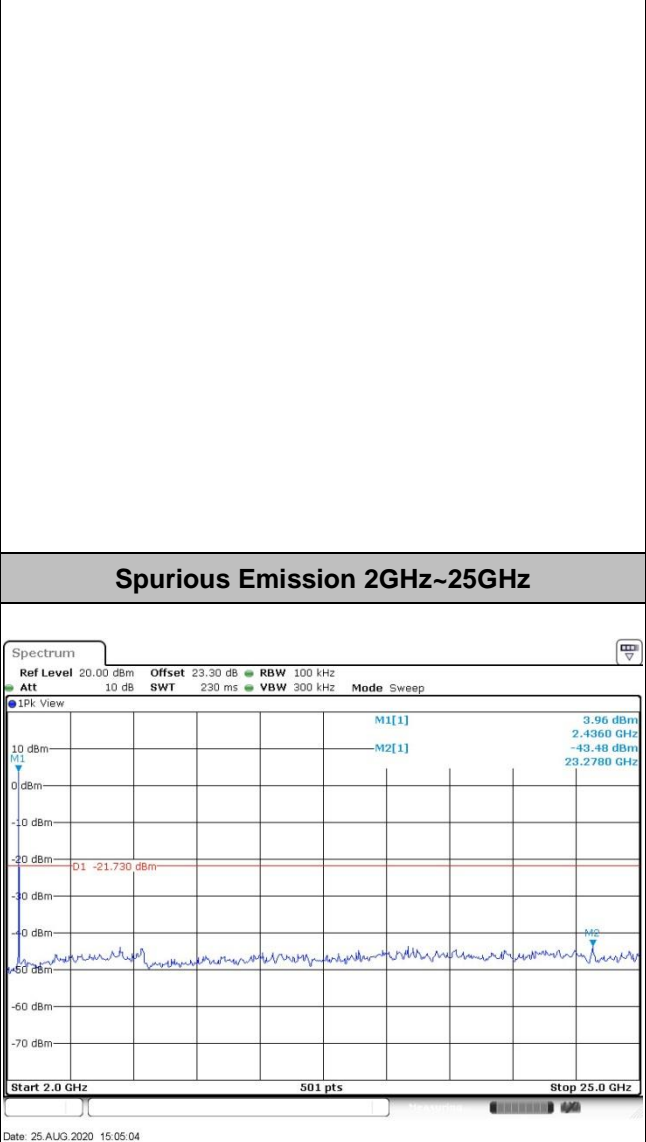 Spurious Emission 2GHz~25GHz
Spectrum
Ref Level 20.00 dBm Offset 23.30 dB RBW 100 kHz
Att 10 dB SWT 230 ms VBW 300 kHz Mode Sweep
1Pk View
M1[1] 3.96 dBm
2.4360 GHz
10 dBm M2[1] -43.48 dBm
M1 23.2780 GHz
0 dBm
-10 dBm
-20 dBm
D1 -21.730 dBm
-30 dBm
-40 dBm M2
-50 dBm
-60 dBm
-70 dBm
Start 2.0 GHz 501 pts Stop 25.0 GHz
Date: 25.AUG.2020 15:05:04